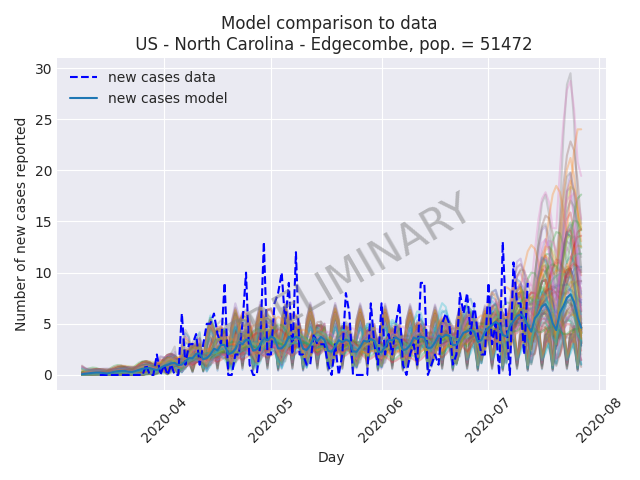 Model comparison to data
US - North Carolina - Edgecombe, pop. = 51472
new cases data
new cases model
PRELIMINARY
Number of new cases reported
30
25
20
15
10
5
0
2020-04
2020-05
2020-06
2020-07
2020-08
Day